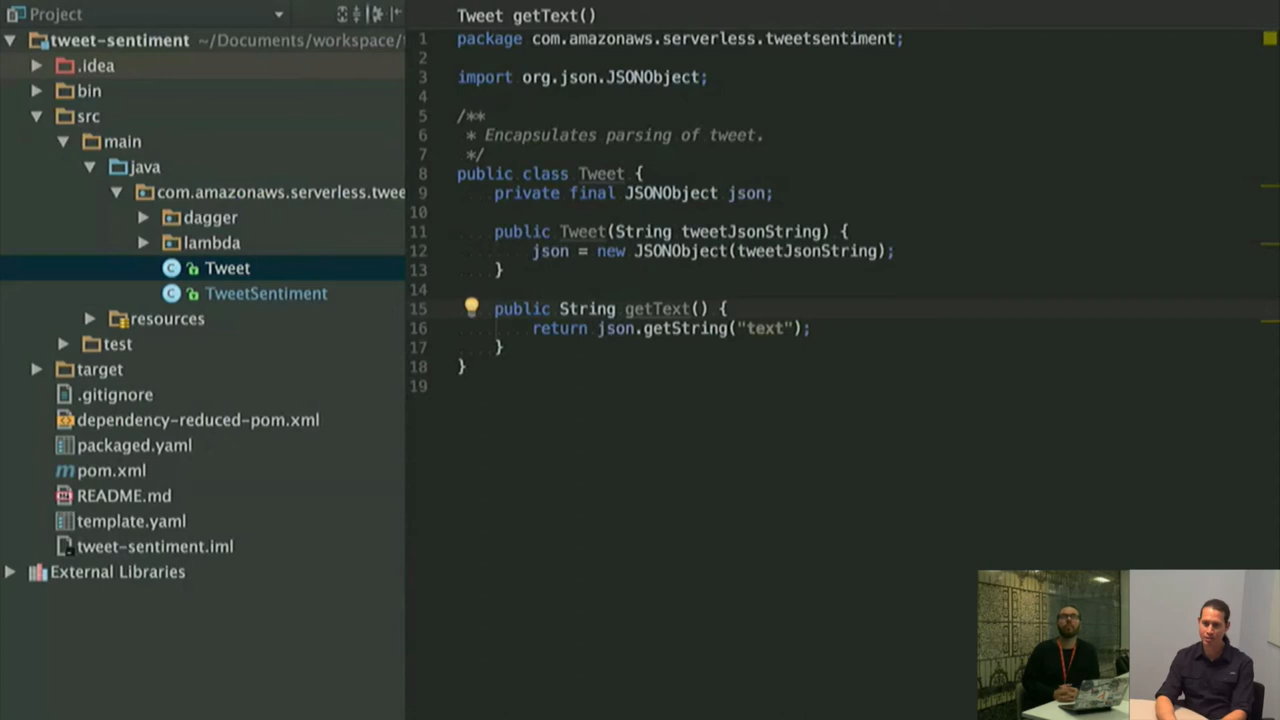 Project
tweet-sentiment ~/Documents/workspace/
.idea
bin
src
main
java
com.amazonaws.serverless.twee
dagger
lambda
Tweet
TweetSentiment
resources
test
target
.gitignore
dependency-reduced-pom.xml
packaged.yaml
pom.xml
README.md
template.yaml
tweet-sentiment.iml
External Libraries
Tweet getText()
1 package com.amazonaws.serverless.tweetsentiment;
2
3 import org.json.JSONObject;
4
5 /**
6 * Encapsulates parsing of tweet.
7 */
8 public class Tweet {
9 private final JSONObject json;
10
11 public Tweet(String tweetJsonString) {
12 json = new JSONObject(tweetJsonString);
13 }
14
15 public String getText() {
16 return json.getString("text");
17 }
18 }
19